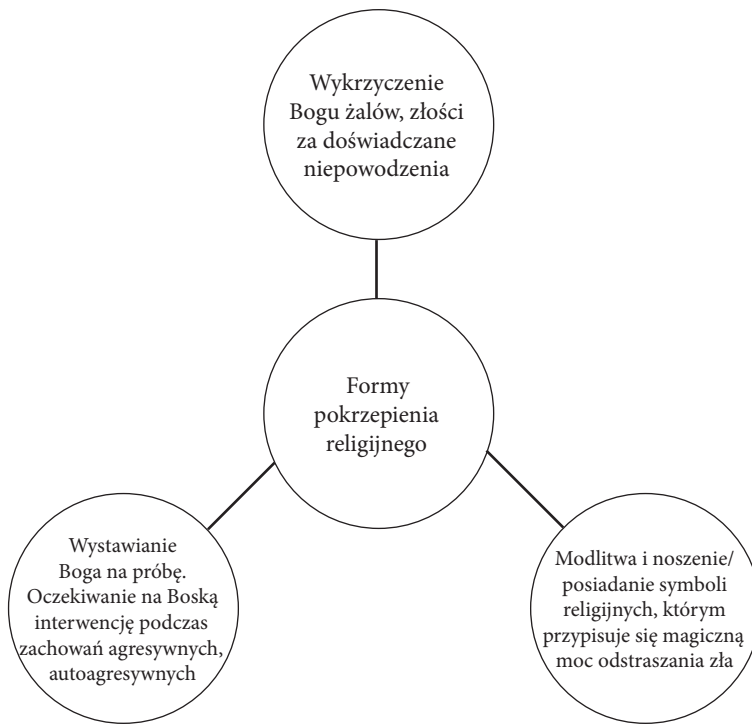 Wykrzyczenie
Bogu żalów, złości
za doświadczane
niepowodzenia
Formy
pokrzepienia
religijnego
Wystawianie
Boga na próbę.
Oczekiwanie na Boską
interwencję podczas
zachowań agresywnych,
autoagresywnych
Modlitwa i noszenie/
posiadanie symboli
religijnych, którym
przypisuje się magiczną
moc odstraszania zła